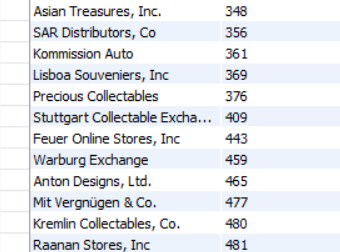 Asian Treasures, Inc. 348
SAR Distributors, Co 356
Kommission Auto 361
Lisboa Souveniers, Inc 369
Precious Collectables 376
Stuttgart Collectable Excha... 409
Feuer Online Stores, Inc 443
Warburg Exchange 459
Anton Designs, Ltd. 465
Mit Vergnügen & Co. 477
Kremlin Collectables, Co. 480
Raanan Stores, Inc 481